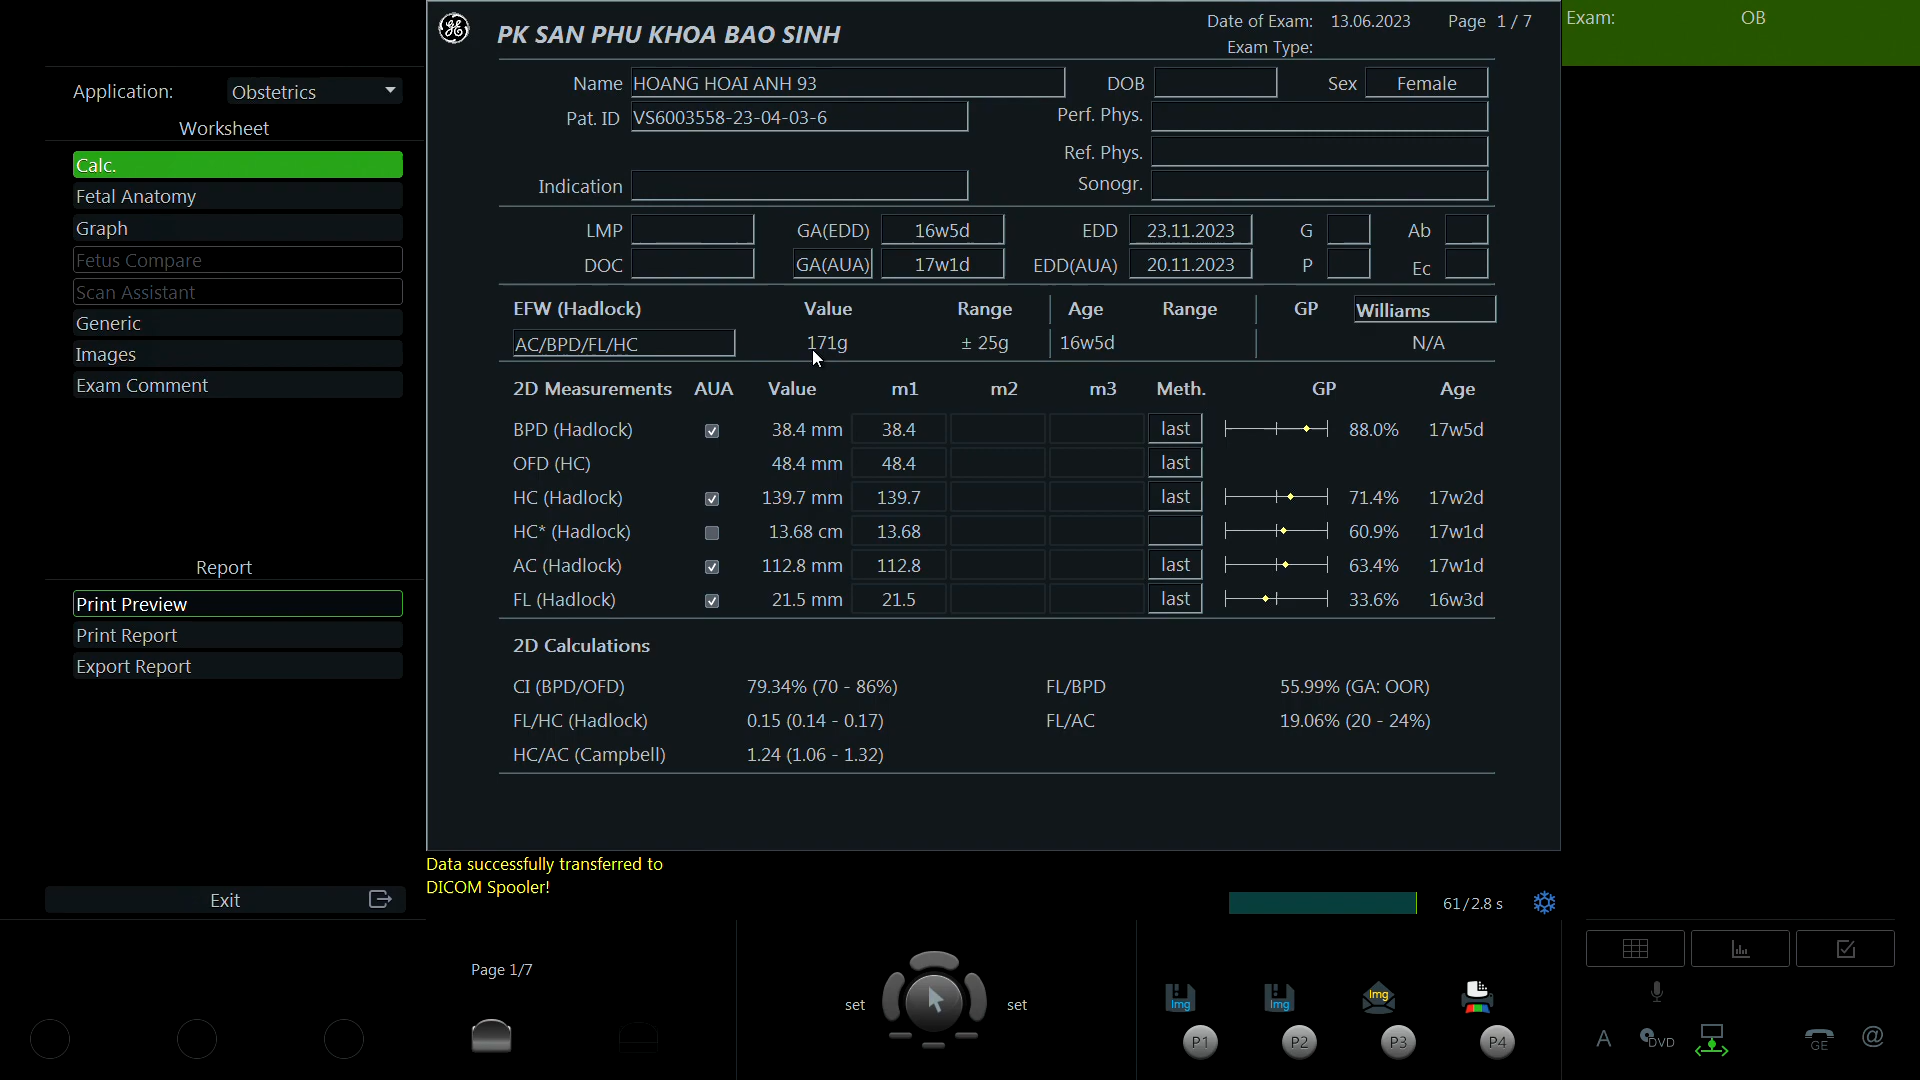 PK SAN PHU KHOA BAO SINH
Date of Exam: 13.06.2023 Page 1 / 7
Exam Type:
Exam: OB
Application: Obstetrics
Worksheet
Calc.
Fetal Anatomy
Graph
Fetus Compare
Scan Assistant
Generic
Images
Exam Comment
Report
Print Preview
Print Report
Export Report
Exit
Name HOANG HOAI ANH 93 DOB Sex Female
Pat. ID VS6003558-23-04-03-6 Perf. Phys.
Ref. Phys.
Indication Sonogr.
LMP GA(EDD) 16w5d EDD 23.11.2023 G Ab
DOC GA(AUA) 17w1d EDD(AUA) 20.11.2023 P Ec
EFW (Hadlock) Value Range Age Range GP Williams
AC/BPD/FL/HC 171g ± 25g 16w5d N/A
2D Measurements AUA Value m1 m2 m3 Meth. GP Age
BPD (Hadlock) 38.4 mm 38.4 last 88.0% 17w5d
OFD (HC) 48.4 mm 48.4 last
HC (Hadlock) 139.7 mm 139.7 last 71.4% 17w2d
HC* (Hadlock) 13.68 cm 13.68 60.9% 17w1d
AC (Hadlock) 112.8 mm 112.8 last 63.4% 17w1d
FL (Hadlock) 21.5 mm 21.5 last 33.6% 16w3d
2D Calculations
CI (BPD/OFD) 79.34% (70 - 86%) FL/BPD 55.99% (GA: OOR)
FL/HC (Hadlock) 0.15 (0.14 - 0.17) FL/AC 19.06% (20 - 24%)
HC/AC (Campbell) 1.24 (1.06 - 1.32)
Data successfully transferred to
DICOM Spooler!
61/2.8 s
Page 1/7
set set
Img Img Img
P1 P2 P3 P4
A DVD GE @